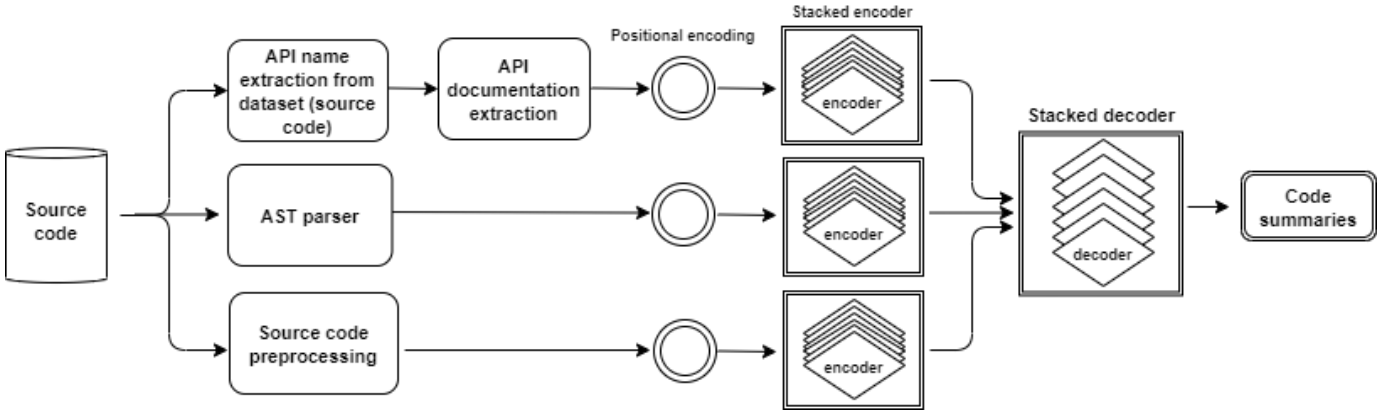 Stacked encoder
Positional encoding
API name
extraction from
dataset (source
code)
API
documentation
extraction
encoder
Stacked decoder
Source
code
AST parser
encoder
decoder
Code
summaries
Source code
preprocessing
encoder